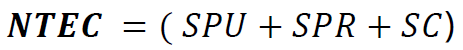 NTEC = ( SPU + SPR + SC)